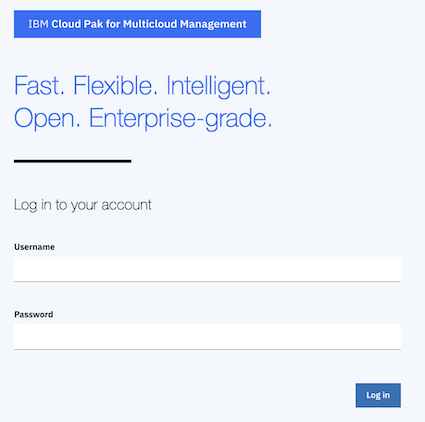 IBM Cloud Pak for Multicloud Management
Fast. Flexible. Intelligent.
Open. Enterprise-grade.
Log in to your account
Username
Password
Log in